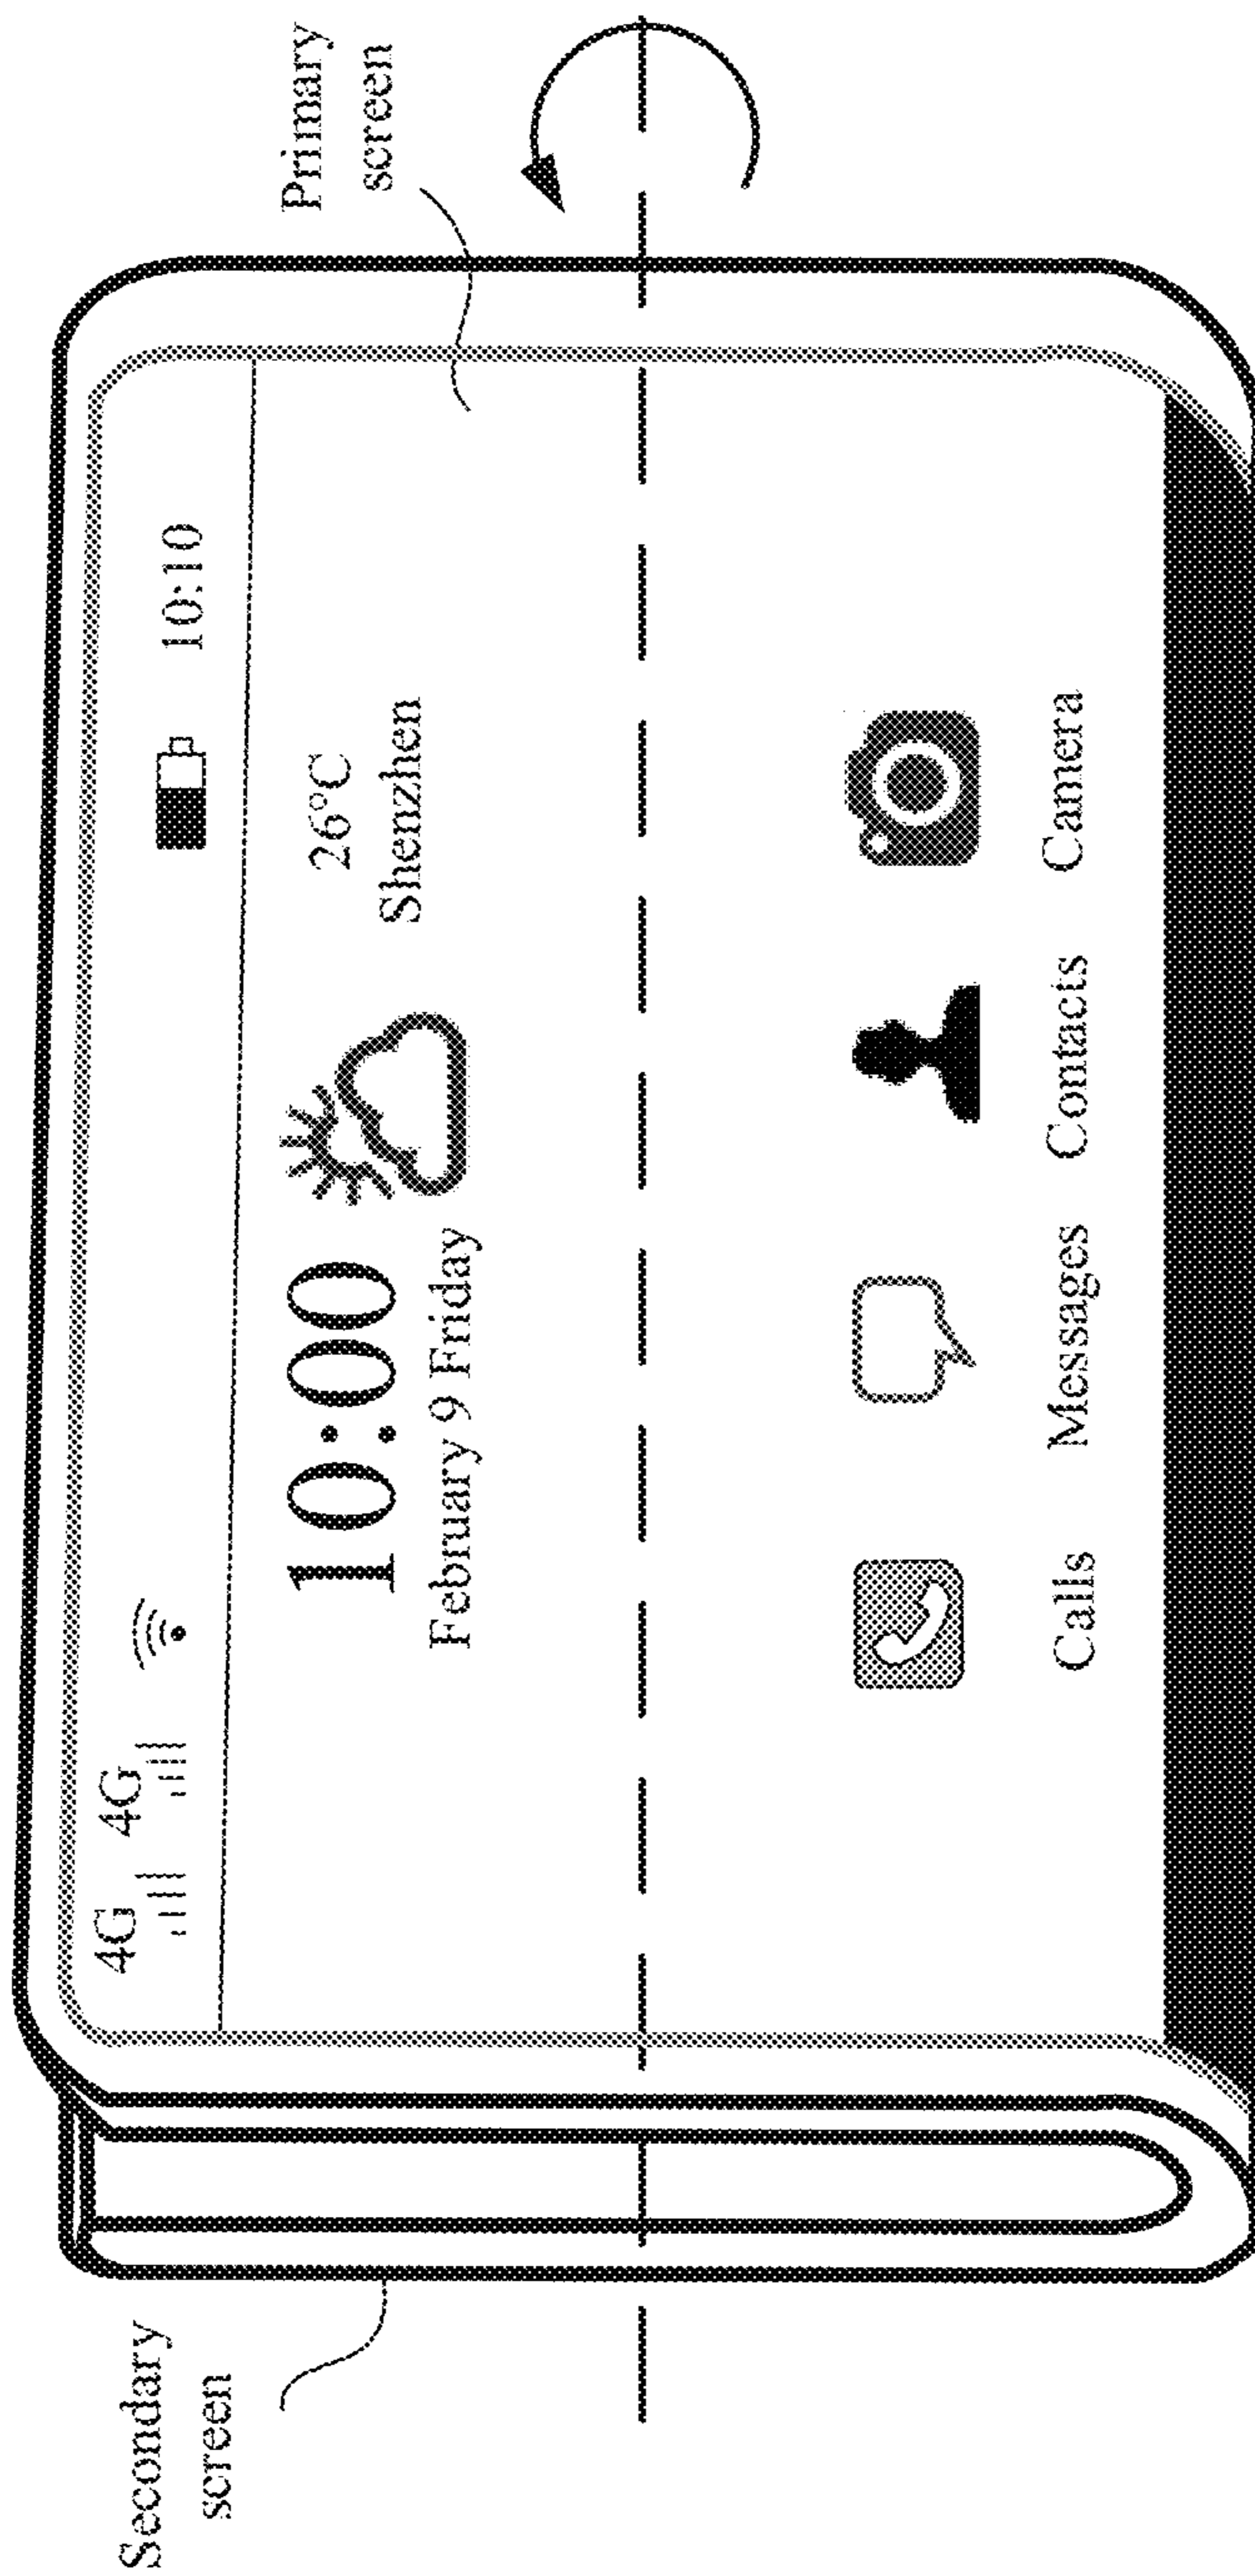 Primary
screen
4G 4G
10:10
10:00
26°C
February 9 Friday
Shenzhen
Calls Messages Contacts Camera
Secondary
screen